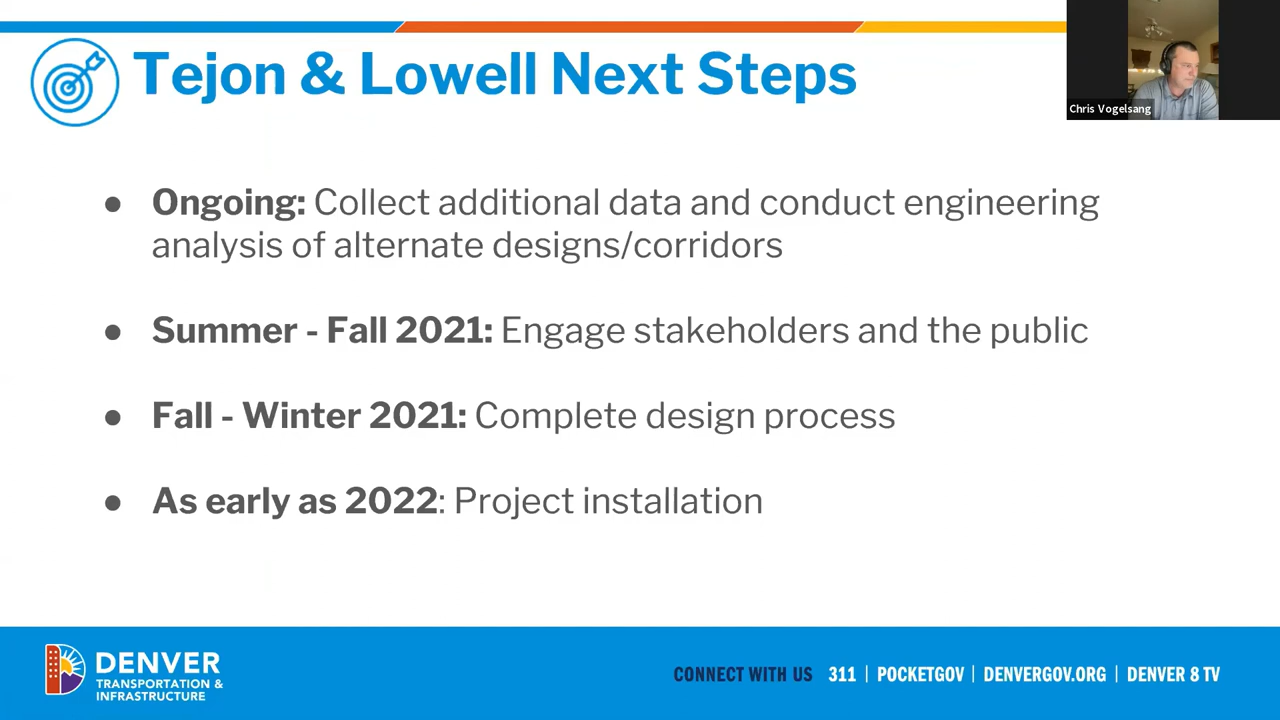 Tejon & Lowell Next Steps
Chris Vogelsang
● Ongoing: Collect additional data and conduct engineering
analysis of alternate designs/corridors
● Summer - Fall 2021: Engage stakeholders and the public
● Fall - Winter 2021: Complete design process
● As early as 2022: Project installation
DENVER
TRANSPORTATION &
INFRASTRUCTURE
CONNECT WITH US 311 | POCKETGOV | DENVERGOV.ORG | DENVER 8 TV